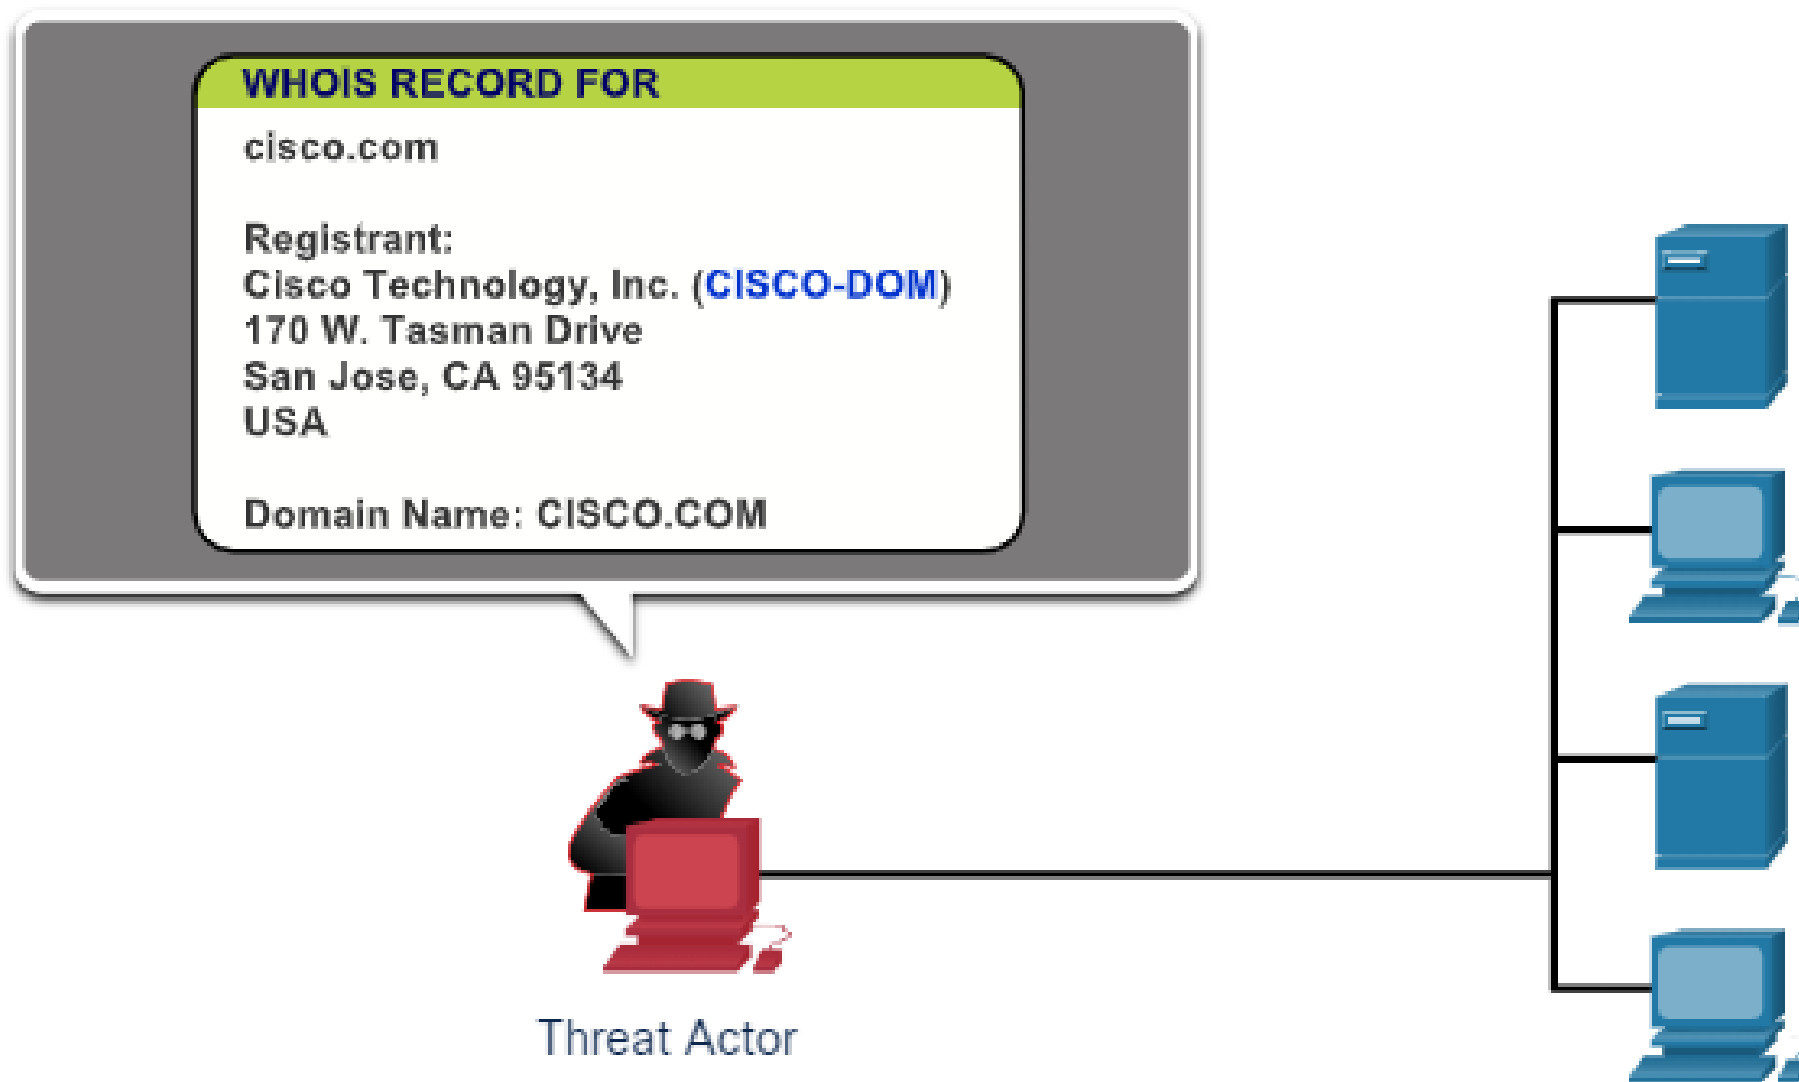 WHOIS RECORD FOR
cisco.com
Registrant:
Cisco Technology, Inc. (CISCO-DOM)
170 W. Tasman Drive
San Jose, CA 95134
USA
Domain Name: CISCO.COM
Threat Actor